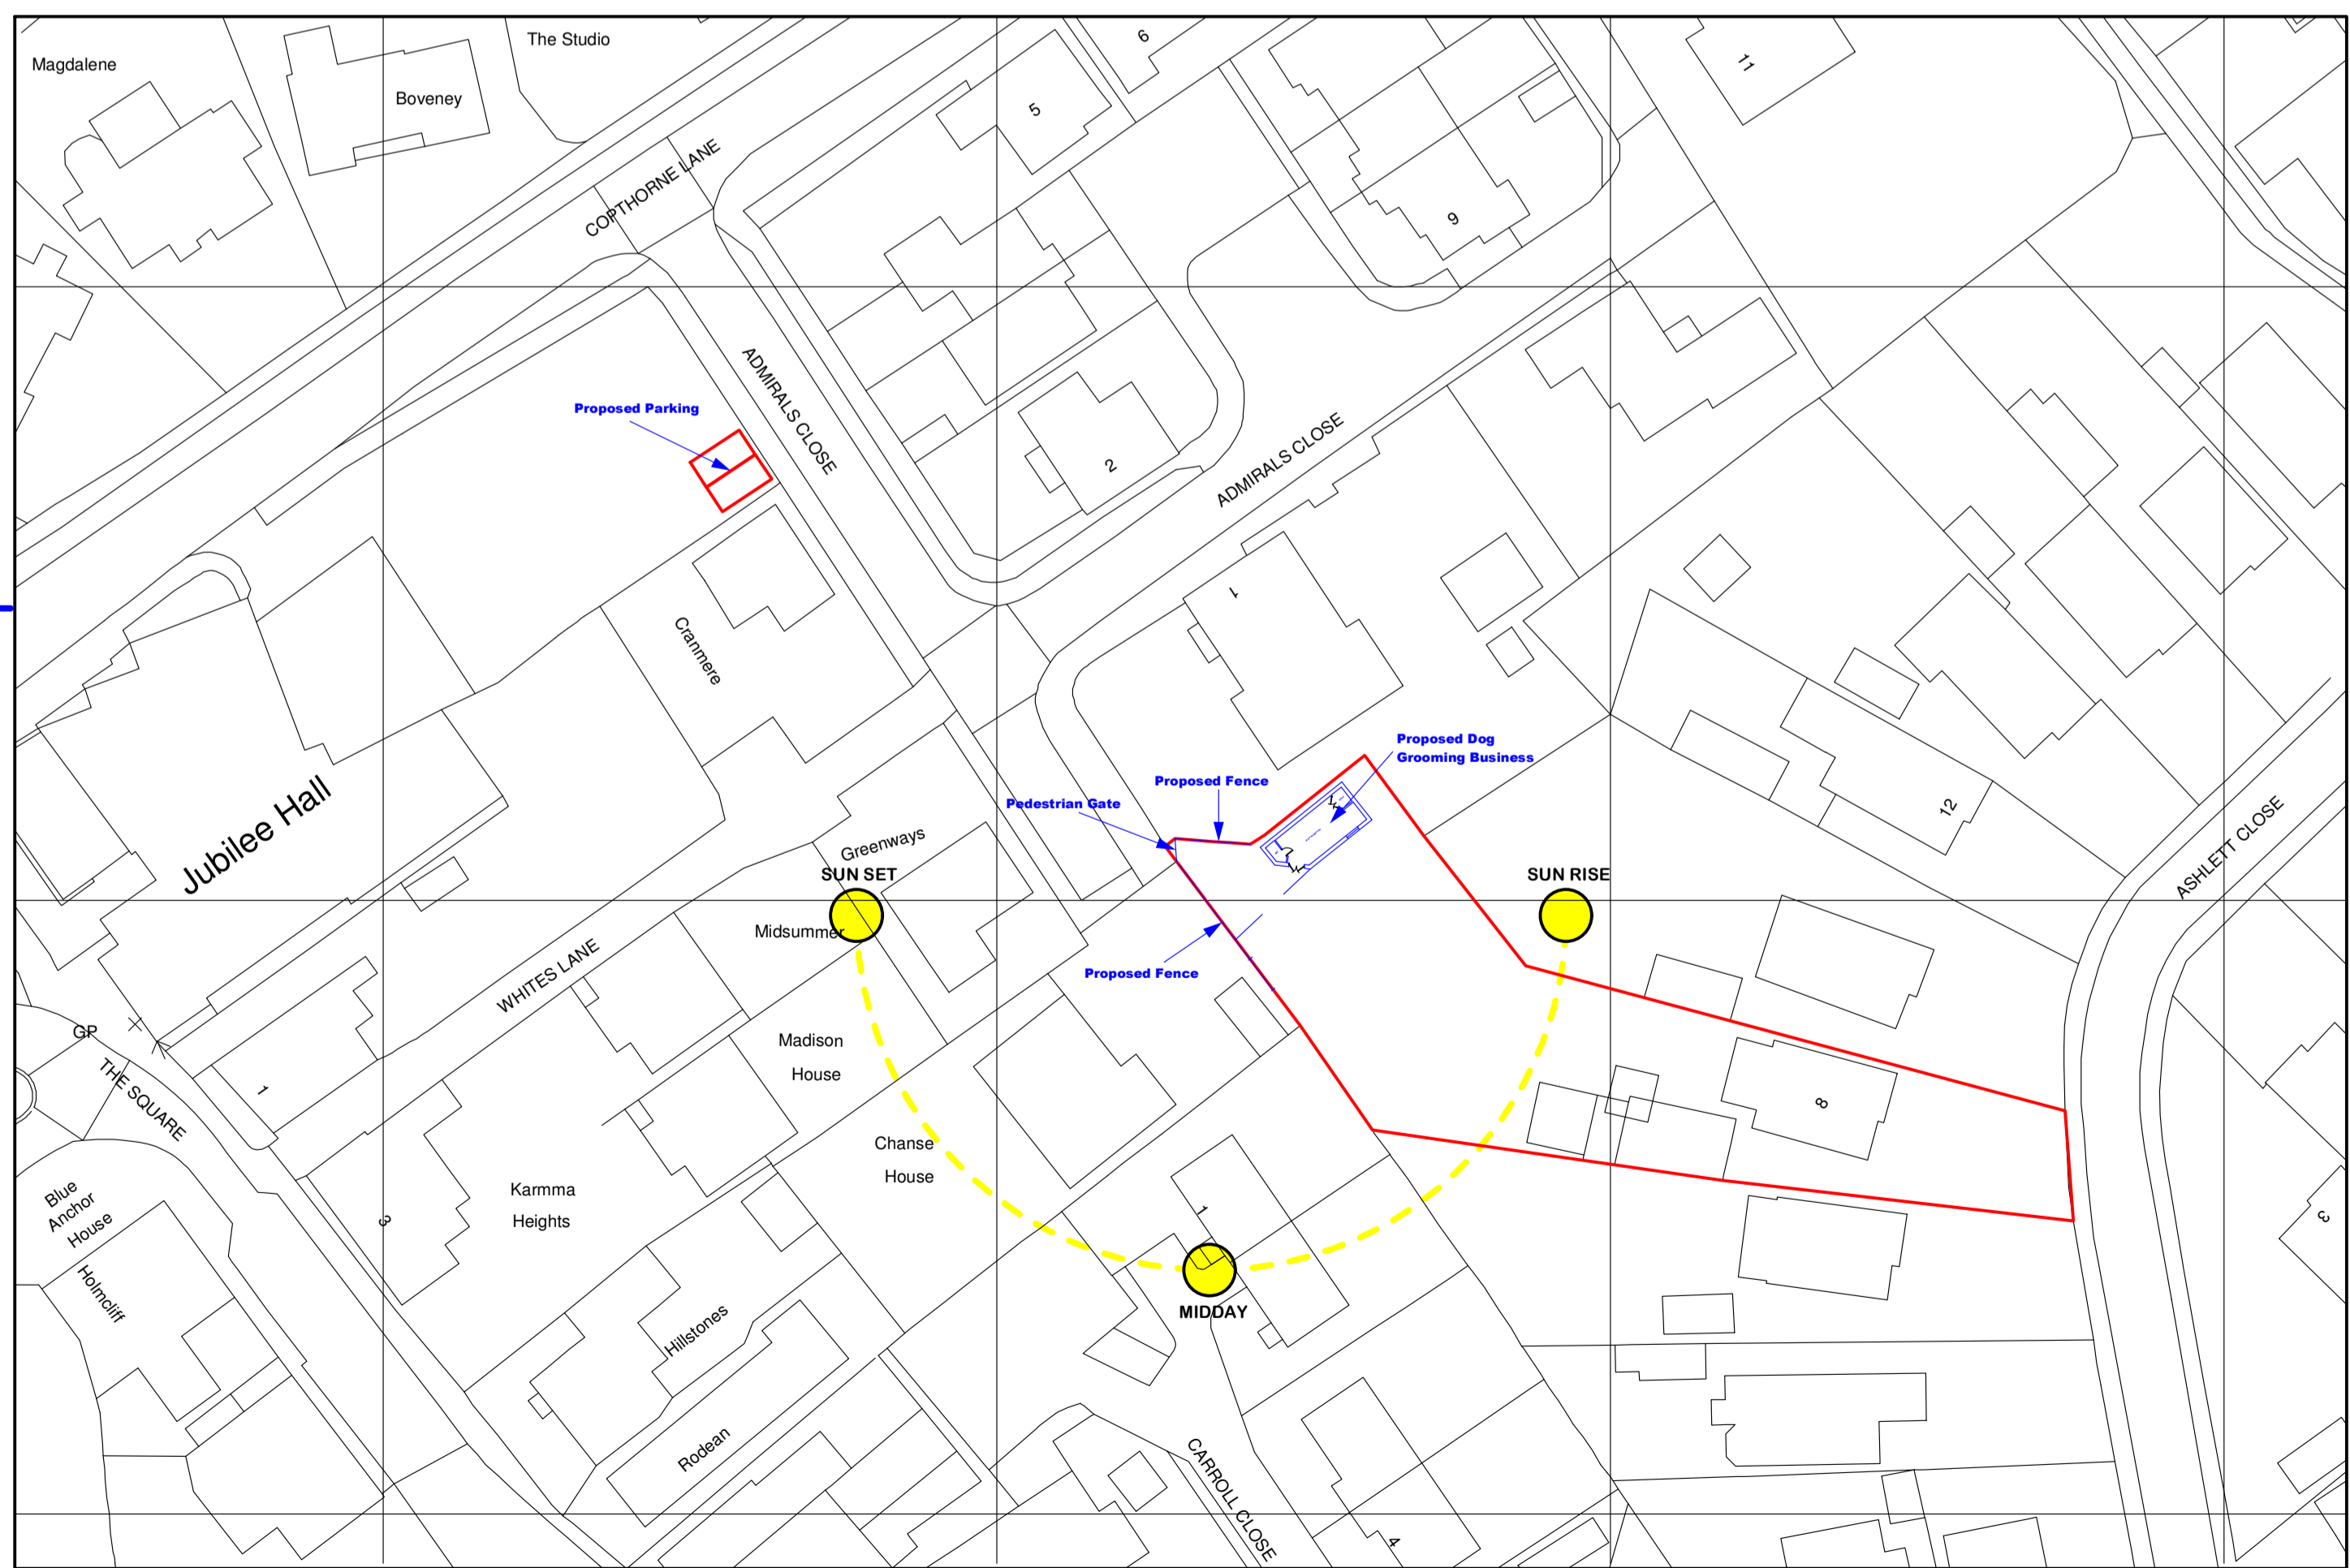 Magdalene
Boveney
The Studio
COPTHORNE LANE
5
6
11
9
Proposed Parking
ADMIRALS CLOSE
2
ADMIRALS CLOSE
1
Cranmere
Jubilee Hall
Proposed Dog
Grooming Business
Proposed Fence
Pedestrian Gate
Greenways
SUN SET
SUN RISE
12
ASHLETT CLOSE
Midsummer
WHITES LANE
Proposed Fence
GP
THE SQUARE
1
Madison
House
8
Chanse
House
Blue
Anchor
House
Karmma
Heights
3
1
3
Holmcliff
Hillstones
MIDDAY
Rodean
CARROLL CLOSE
4